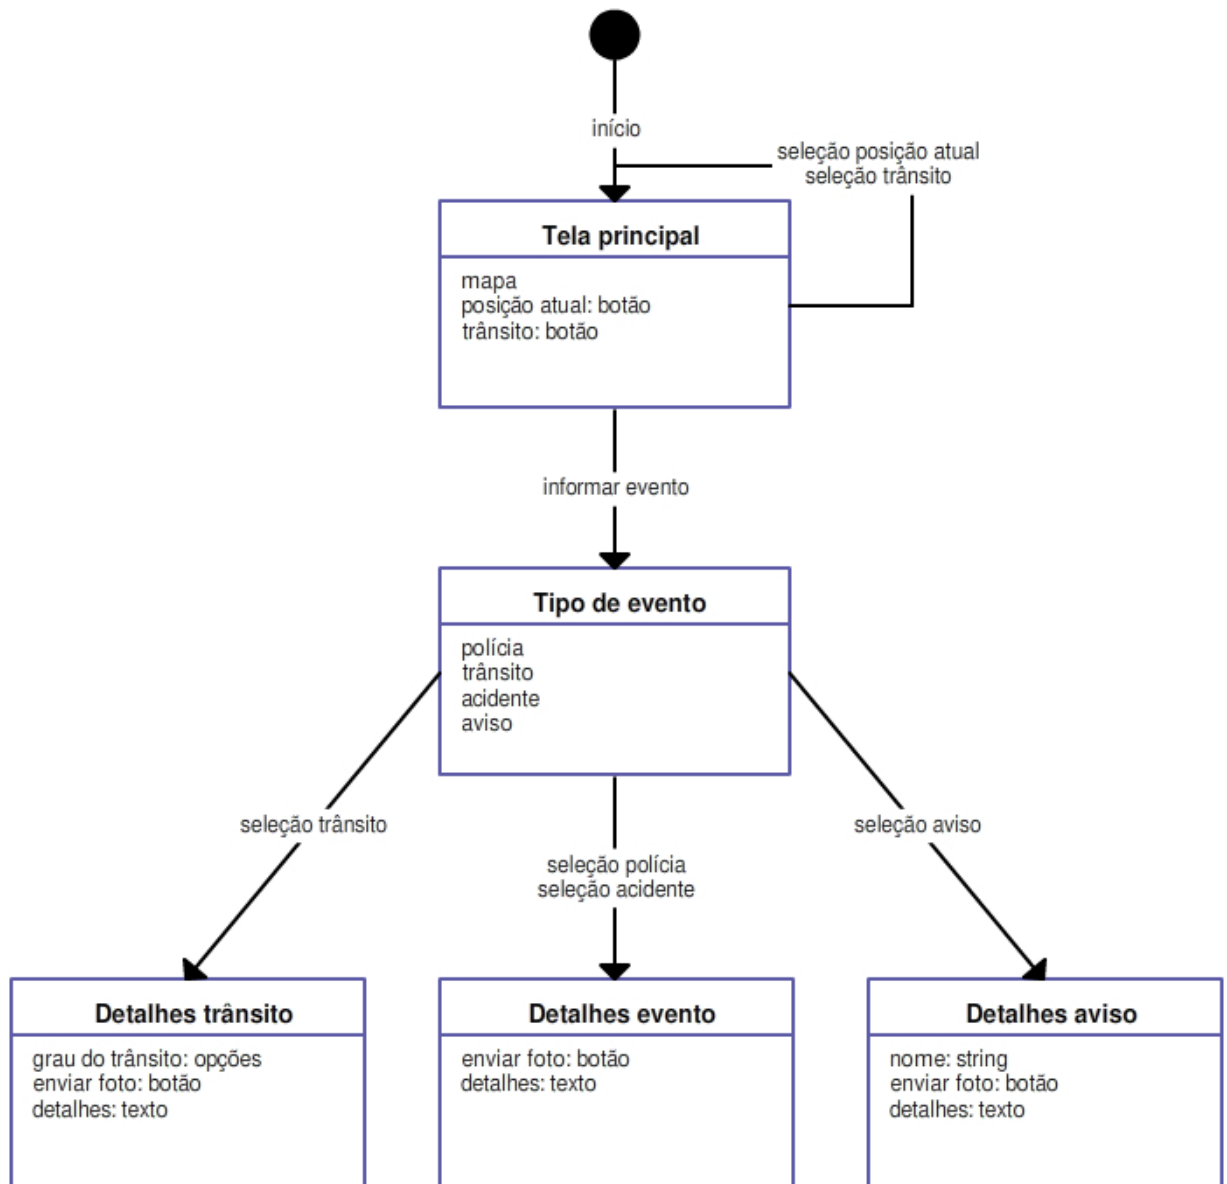 início
seleção posição atual
seleção trânsito
Tela principal
mapa
posição atual: botão
trânsito: botão
informar evento
Tipo de evento
polícia
trânsito
acidente
aviso
seleção trânsito
seleção polícia
seleção acidente
seleção aviso
Detalhes trânsito
grau do trânsito: opções
enviar foto: botão
detalhes: texto
Detalhes evento
enviar foto: botão
detalhes: texto
Detalhes aviso
nome: string
enviar foto: botão
detalhes: texto